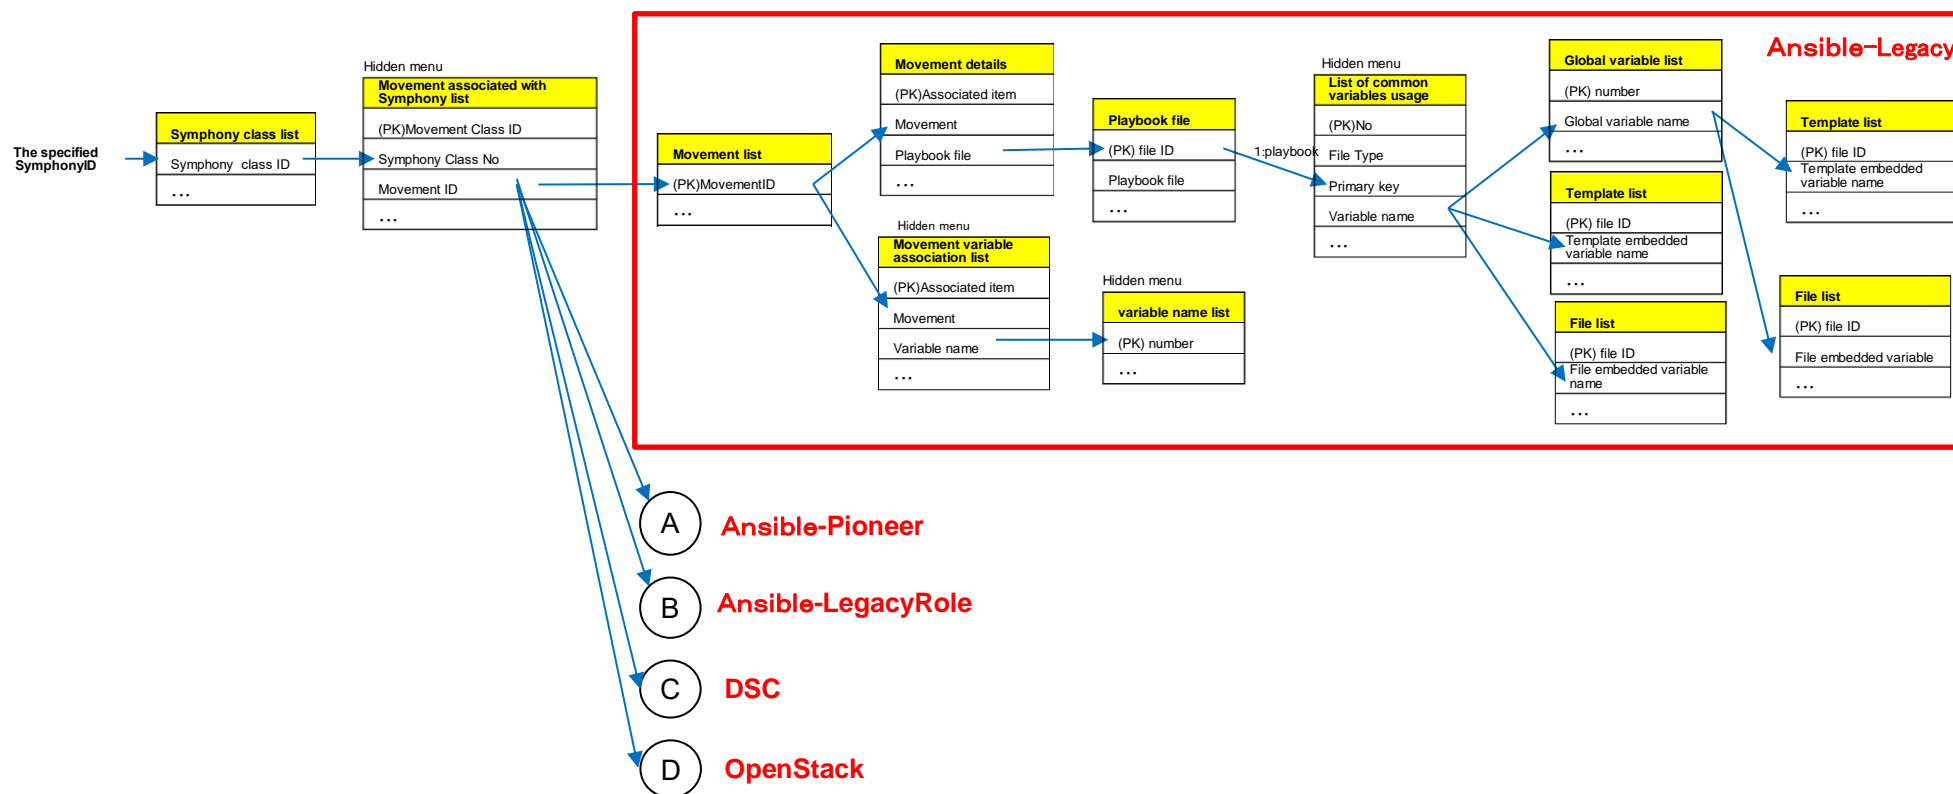 The specified
SymphonyID
Symphony class list
Symphony  class ID
...
Hidden menu
Movement associated with
Symphony list
(PK)Movement Class ID
Symphony Class No
Movement ID
...
Ansible-Legacy
Movement list
(PK)MovementID
...
Movement details
(PK)Associated item
Movement
Playbook file
...
Hidden menu
Movement variable
association list
(PK)Associated item
Movement
Variable name
...
Playbook file
(PK) file ID
Playbook file
...
1:playbook
Hidden menu
variable name list
(PK) number
...
Hidden menu
List of common
variables usage
(PK)No
File Type
Primary key
Variable name
...
Global variable list
(PK) number
Global variable name
...
Template list
(PK) file ID
Template embedded
variable name
...
File list
(PK) file ID
File embedded variable
name
...
Template list
(PK) file ID
Template embedded
variable name
...
File list
(PK) file ID
File embedded variable
...
A
Ansible-Pioneer
B
Ansible-LegacyRole
C
DSC
D
OpenStack